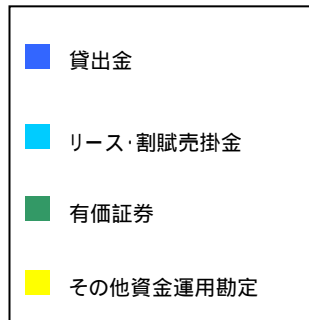 貸出金
リース･割賦売掛金
有価証券
その他資金運用勘定